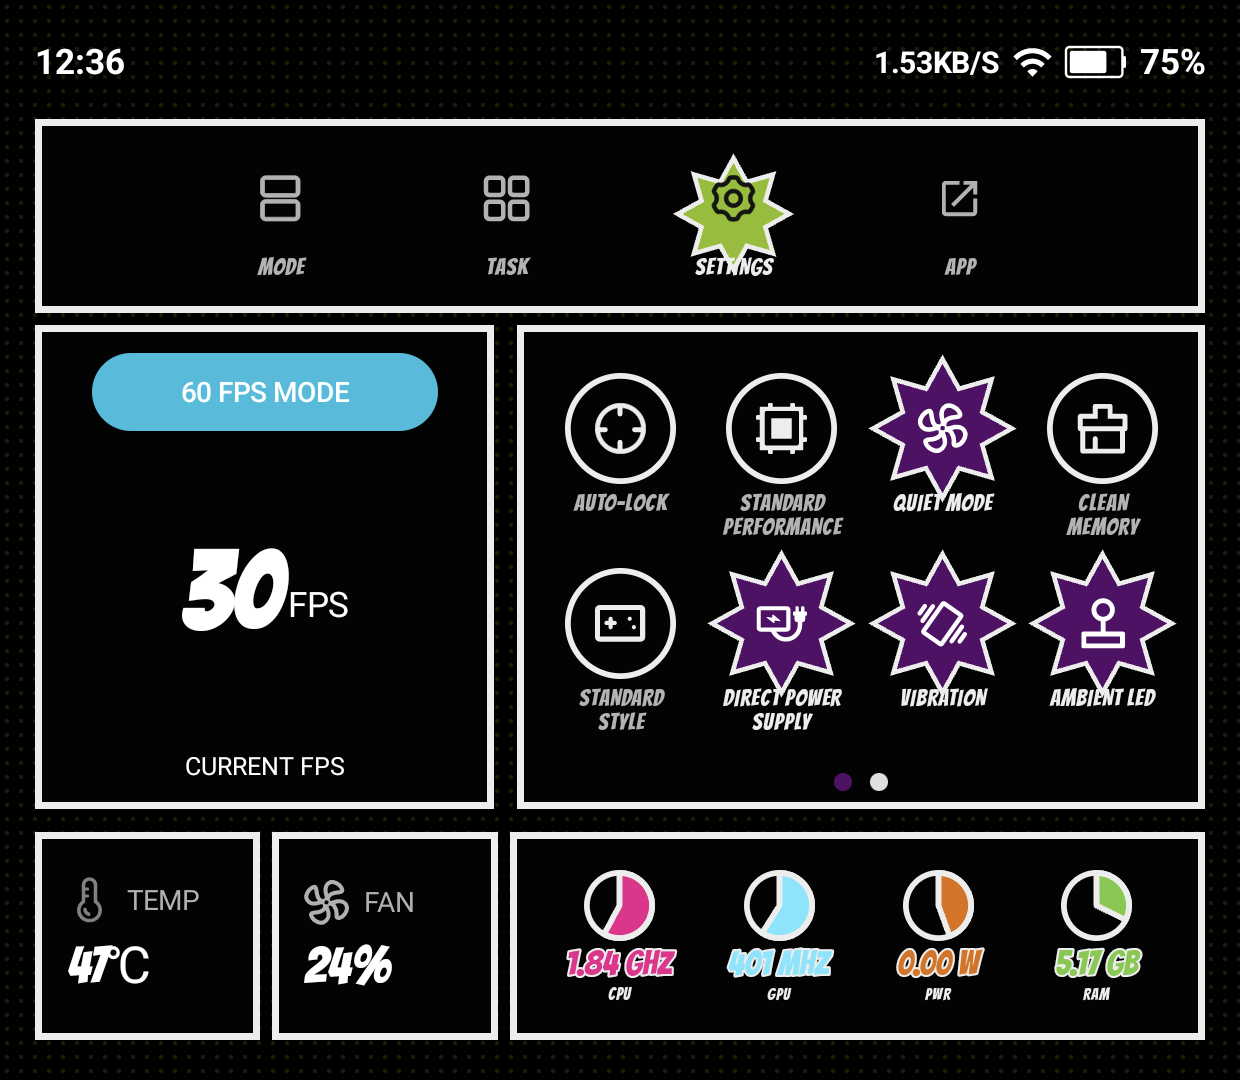 12:36
1.53KB/S
75%
MODE
TASK
SETTINGS
APP
60 FPS MODE
30 FPS
CURRENT FPS
AUTO-LOCK
STANDARD
PERFORMANCE
QUIET MODE
CLEAN
MEMORY
STANDARD
STYLE
DIRECT POWER
SUPPLY
VIBRATION
AMBIENT LED
TEMP
47°C
FAN
24%
1.84 GHZ
CPU
401 MHZ
GPU
0.00 W
PWR
5.17 GB
RAM